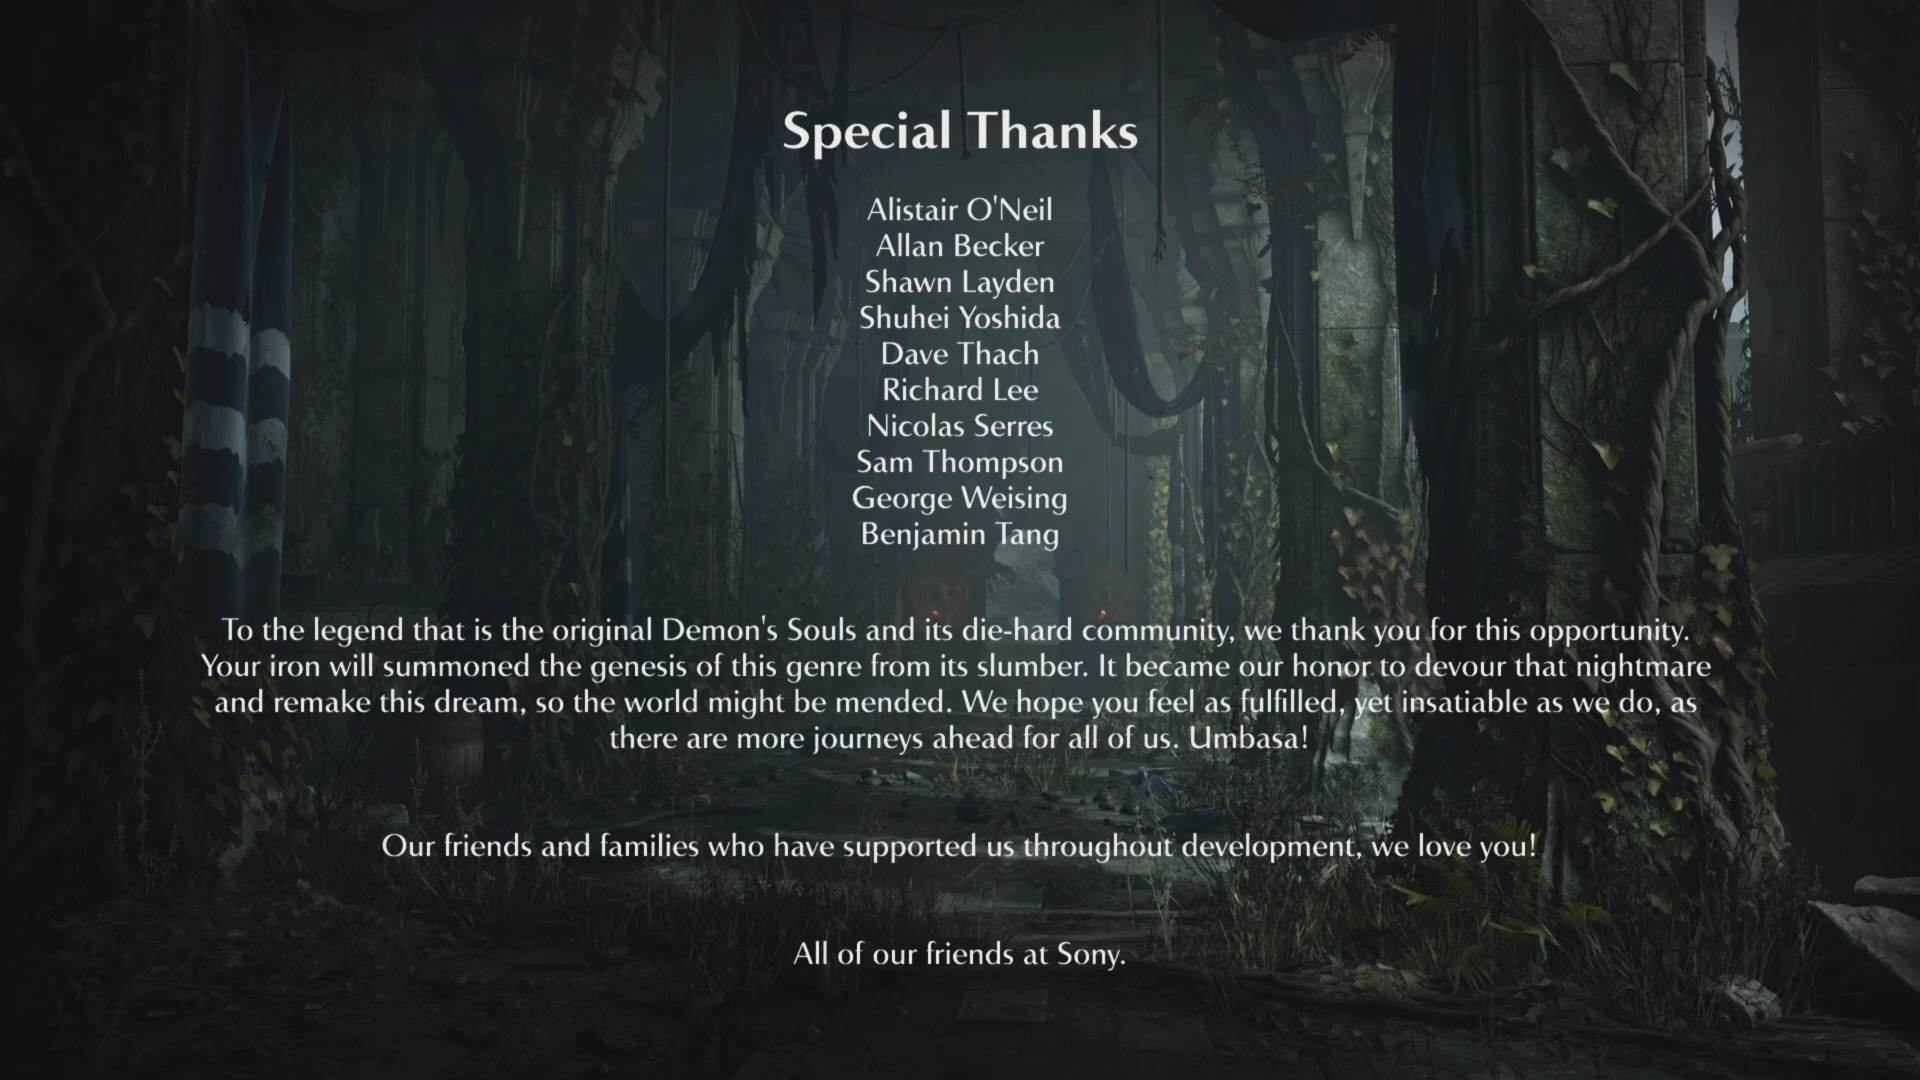 Special Thanks
Alistair O'Neil
Allan Becker
Shawn Layden
Shuhei Yoshida
Dave Thach
Richard Lee
Nicolas Serres
Sam Thompson
George Weising
Benjamin Tang
To the legend that is the original Demon's Souls and its die-hard community, we thank you for this opportunity.
Your iron will summoned the genesis of this genre from its slumber. It became our honor to devour that nightmare
and remake this dream, so the world might be mended. We hope you feel as fulfilled, yet insatiable as we do, as
there are more journeys ahead for all of us. Umbasa!
Our friends and families who have supported us throughout development, we love you!
All of our friends at Sony.